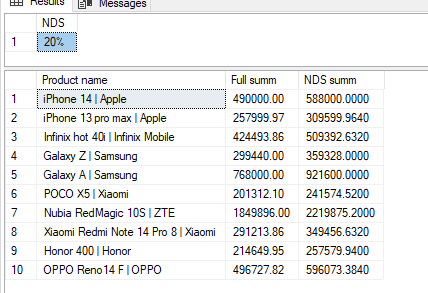 Results Messages
NDS
1 20%
Product name Full summ NDS summ
1 iPhone 14 | Apple 490000.00 588000.0000
2 iPhone 13 pro max | Apple 257999.97 309599.9640
3 Infinix hot 40i | Infinix Mobile 424493.86 509392.6320
4 Galaxy Z | Samsung 299440.00 359328.0000
5 Galaxy A | Samsung 768000.00 921600.0000
6 POCO X5 | Xiaomi 201312.10 241574.5200
7 Nubia RedMagic 10S | ZTE 1849896.00 2219875.2000
8 Xiaomi Redmi Note 14 Pro 8 | Xiaomi 291213.86 349456.6320
9 Honor 400 | Honor 214649.95 257579.9400
10 OPPO Reno14 F | OPPO 496727.82 596073.3840